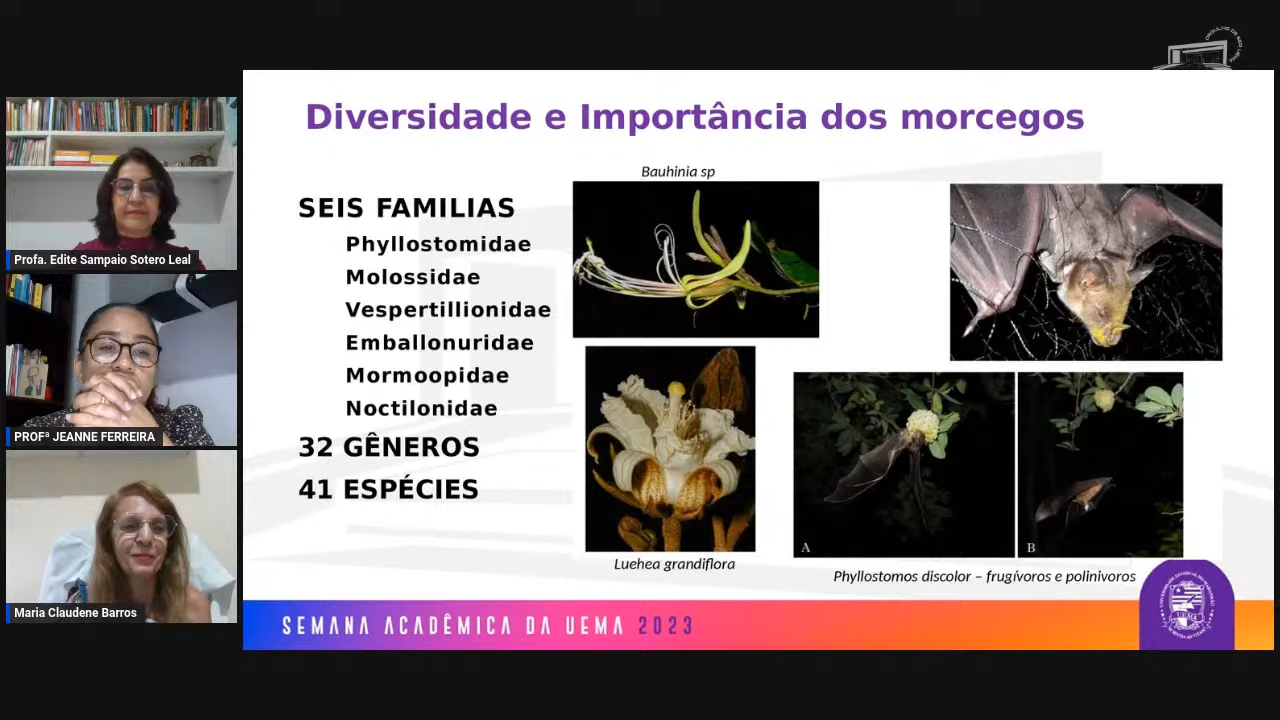 Profa. Edite Sampaio Sotero Leal
PROFª JEANNE FERREIRA
Maria Claudene Barros
Diversidade e Importância dos morcegos
SEIS FAMILIAS
Phyllostomidae
Molossidae
Vespertillionidae
Emballonuridae
Mormoopidae
Noctilonidae
32 GÊNEROS
41 ESPÉCIES
Bauhinia sp
Luehea grandiflora
A
B
Phyllostomos discolor – frugívoros e polinivoros
SEMANA ACADÊMICA DA UEMA 2023